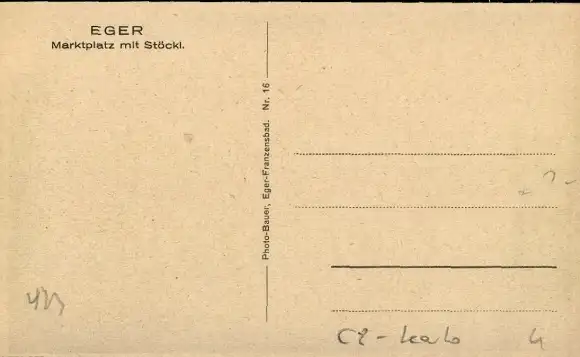 EGER
Marktplatz mit Stöckl.
Photo-Bauer, Eger-Franzensbad. Nr. 16